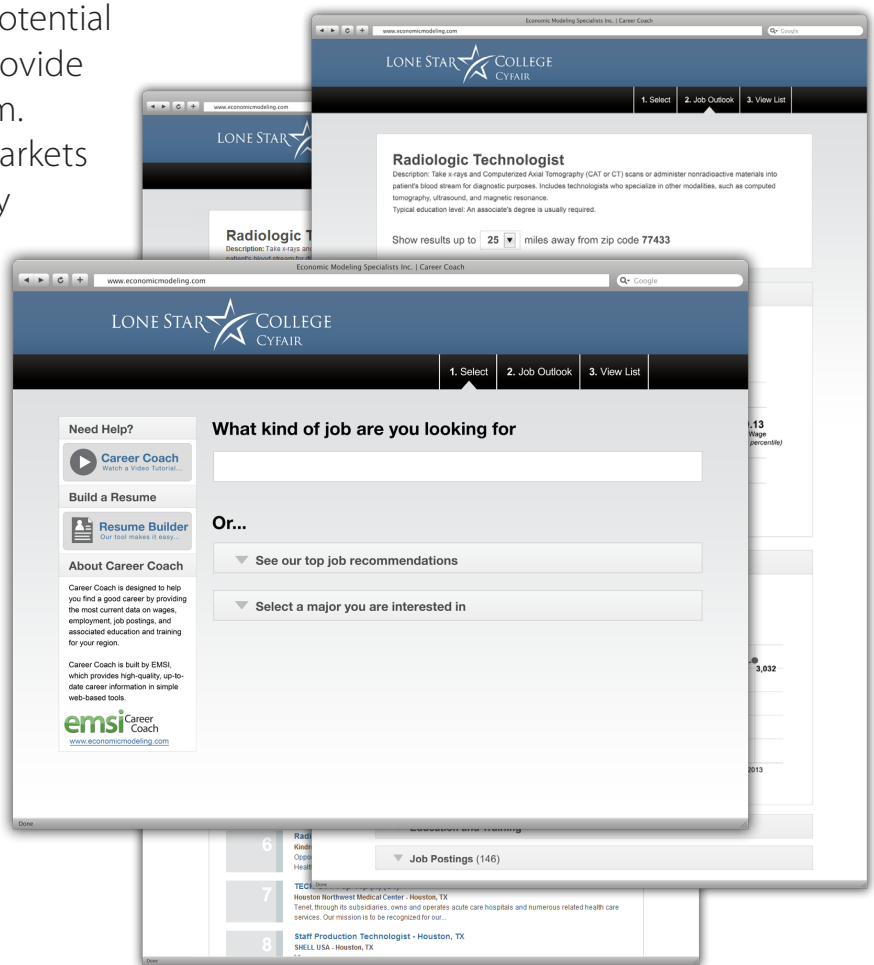 otential
rovide
m.
arkets
y
Economic Modeling Specialists Inc. | Career Coach
www.economicmodeling.com
Google
LONE STAR COLLEGE
CYFAIR
1. Select 2. Job Outlook 3. View List
Radiologic Technologist
Description: Take x-rays and Computerized Axial Tomography (CAT or CT) scans or administer nonradioactive materials into
patient's blood stream for diagnostic purposes. Includes technologists who specialize in other modalities, such as computed
tomography, ultrasound, and magnetic resonance.
Typical education level: An associate's degree is usually required.
Show results up to 25 miles away from zip code 77433
.13
Wage
percentile)
3,032
2013
Education and Training
Job Postings (146)
Done
www.economicmodeling.com
LONE STAR
Radiologic T
Description: Take x-rays and
patient's blood stream for d
Economic Modeling Specialists Inc. | Career Coach
www.economicmodeling.com
Google
LONE STAR COLLEGE
CYFAIR
1. Select 2. Job Outlook 3. View List
Need Help?
Career Coach
Watch a Video Tutorial...
Build a Resume
Resume Builder
Our tool makes it easy...
About Career Coach
Career Coach is designed to help
you find a good career by providing
the most current data on wages,
employment, job postings, and
associated education and training
for your region.
Career Coach is built by EMSI,
which provides high-quality, up-to-
date career information in simple
web-based tools.
emsi Career
Coach
www.economicmodeling.com
What kind of job are you looking for
Or...
See our top job recommendations
Select a major you are interested in
Done
6
Radi
Kindr
Oppo
Healt
7
TECH
Houston Northwest Medical Center - Houston, TX
Tenet, through its subsidiaries, owns and operates acute care hospitals and numerous related health care
services. Our mission is to be recognized for our...
8
Staff Production Technologist - Houston, TX
SHELL USA - Houston, TX
Done